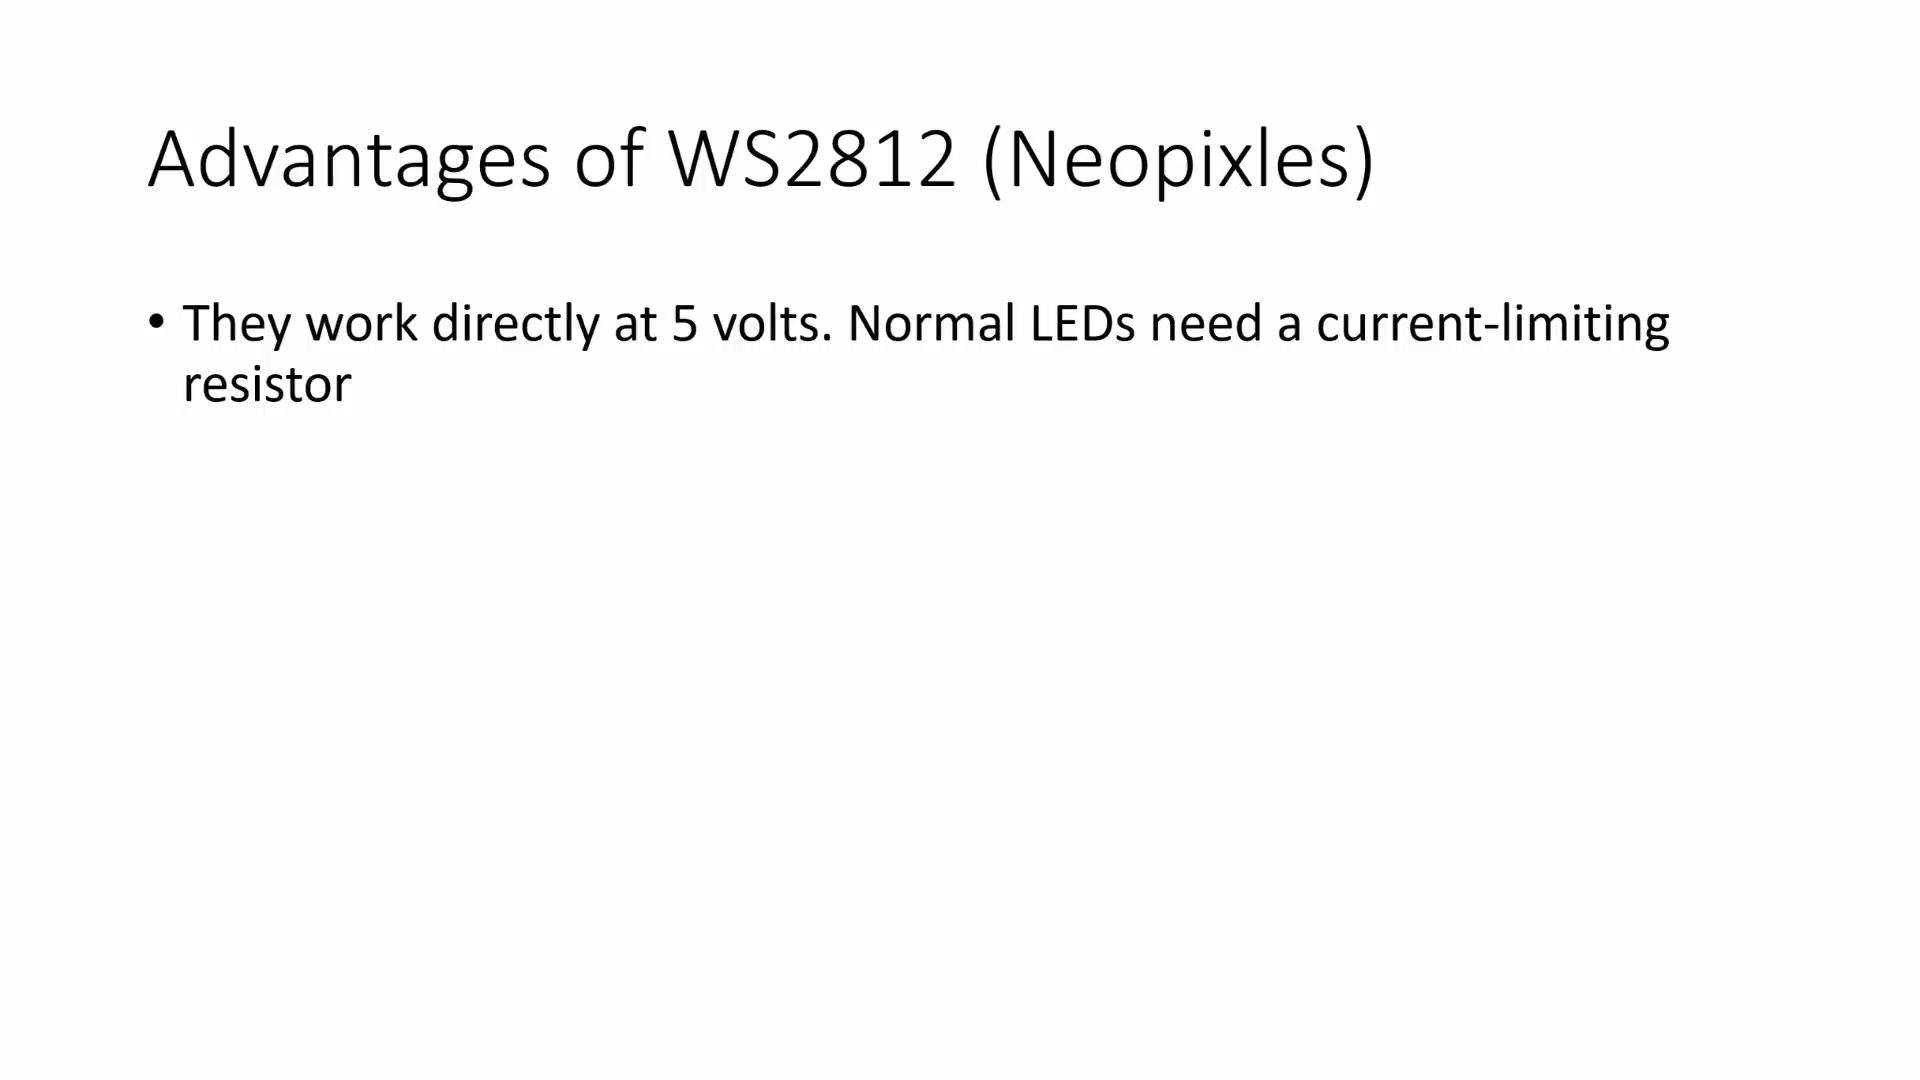 Advantages of WS2812 (Neopixles)
• They work directly at 5 volts. Normal LEDs need a current-limiting
resistor